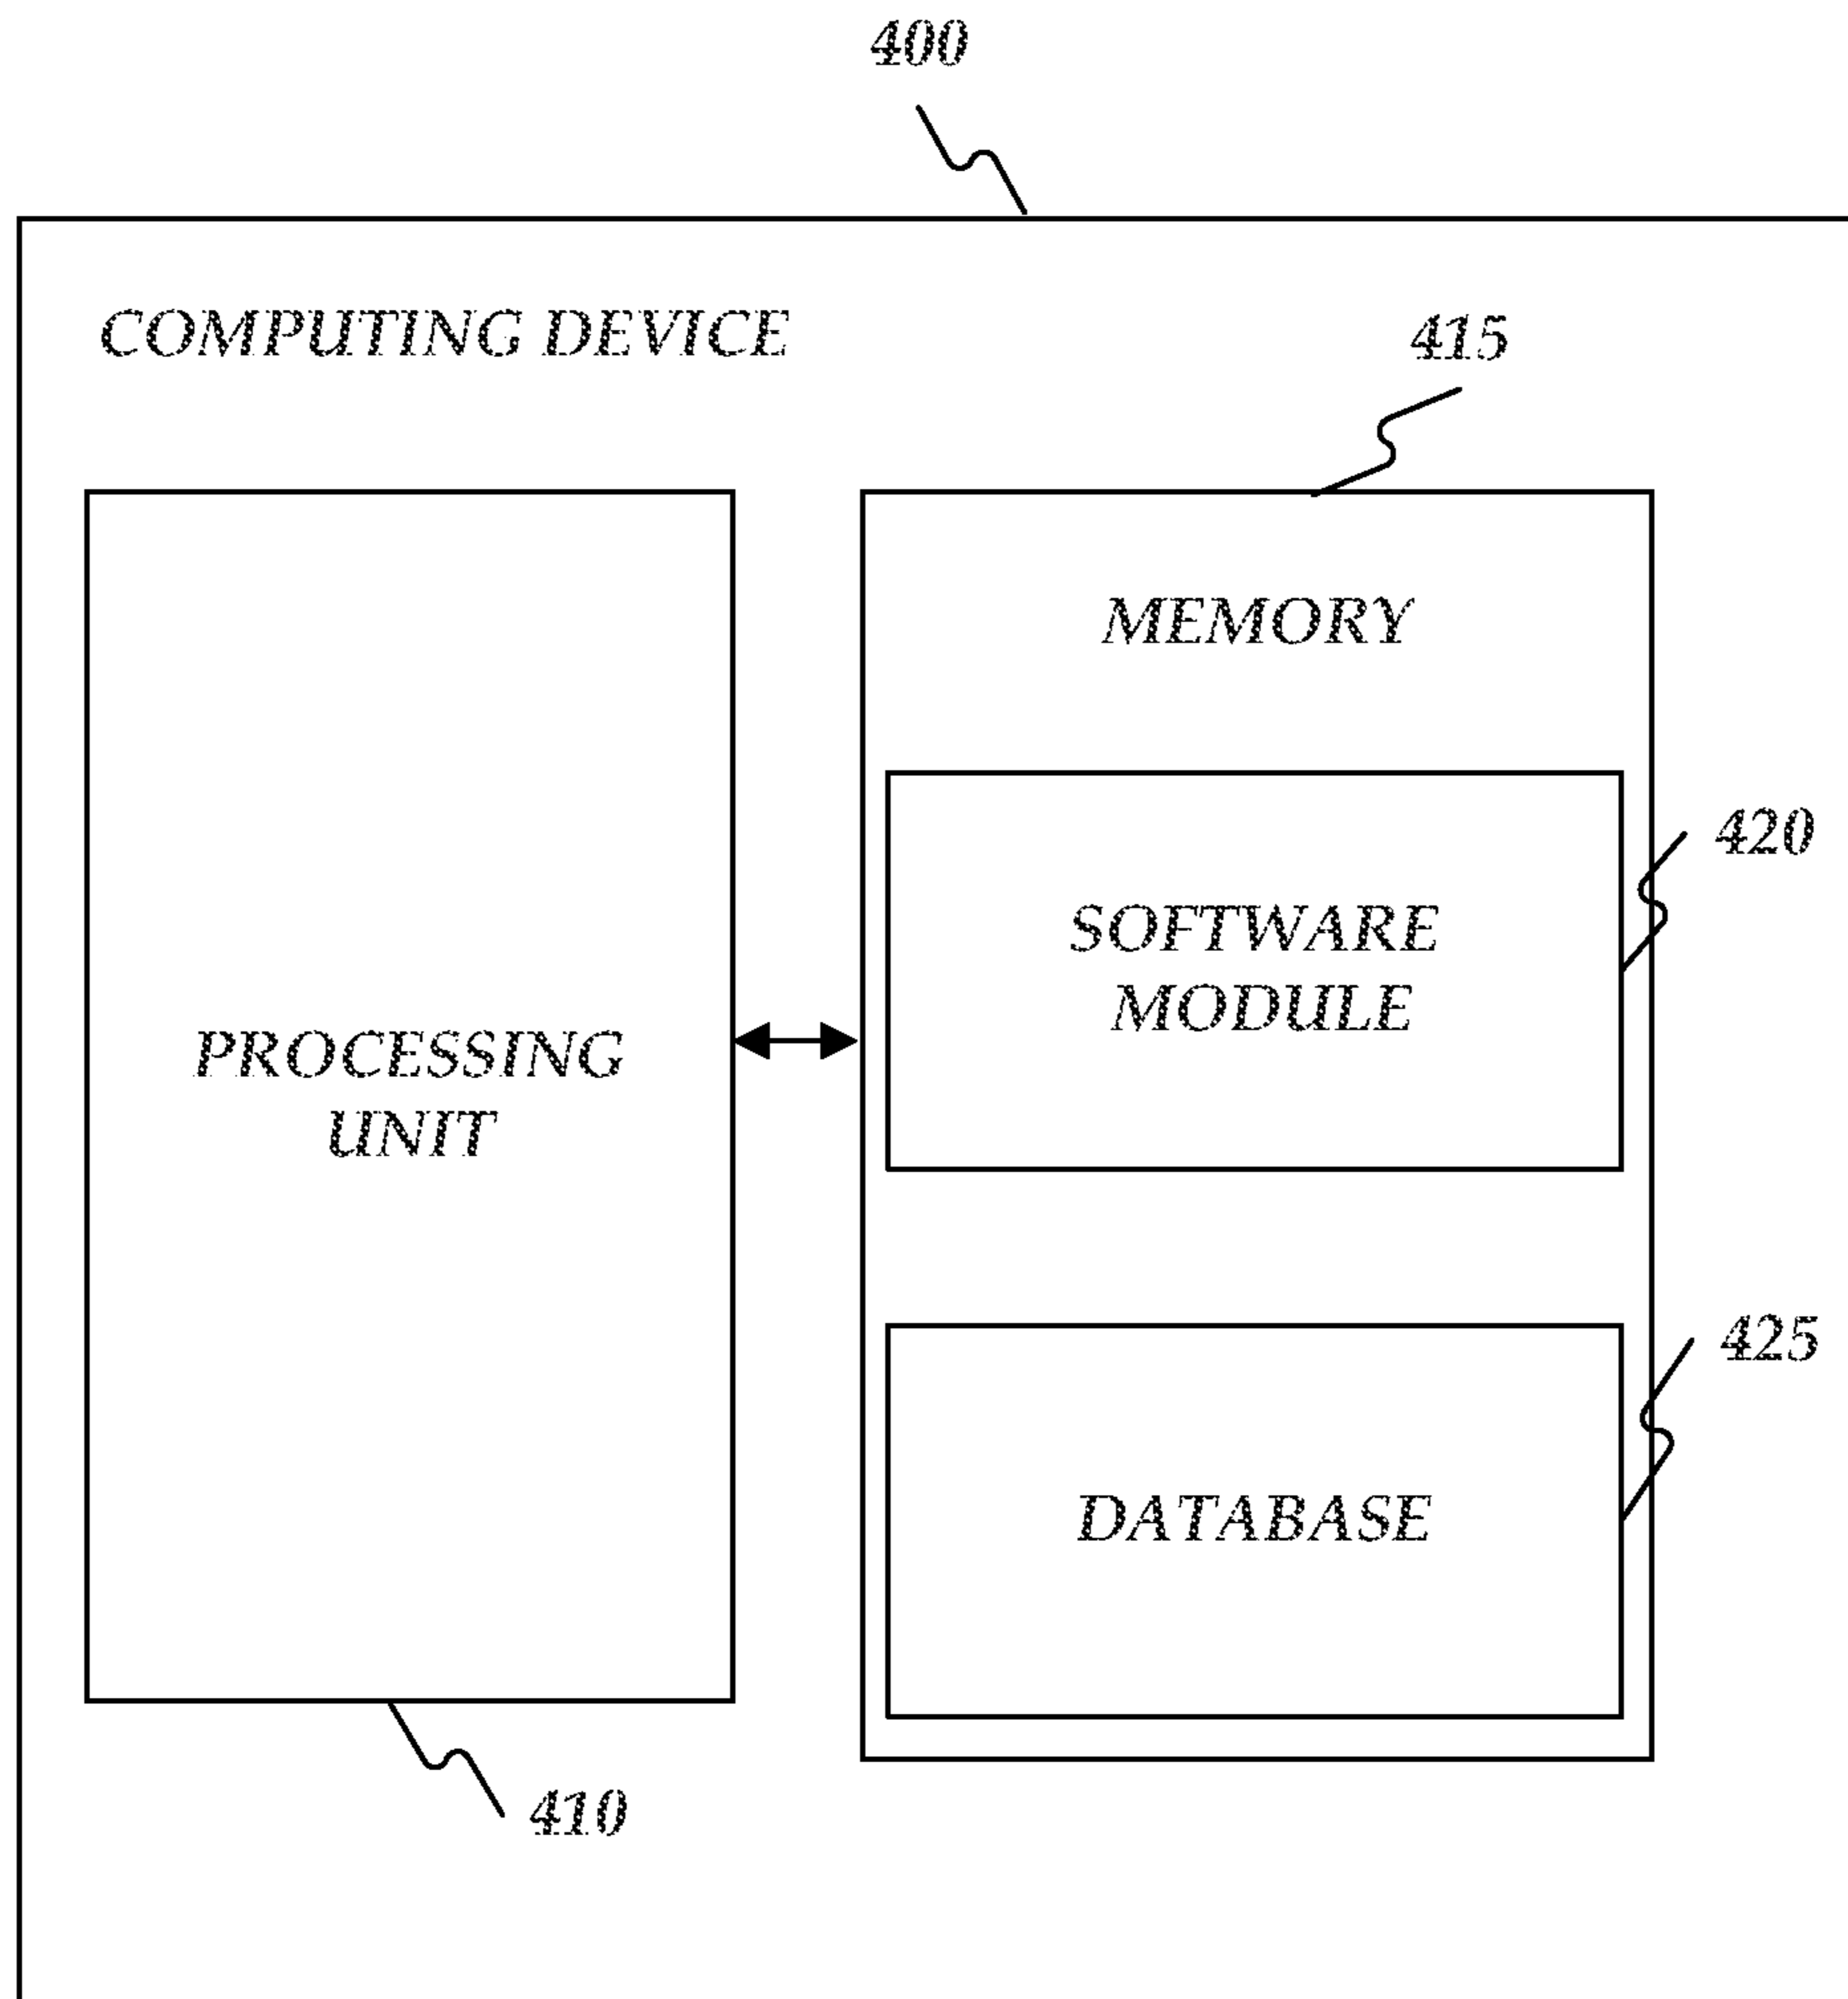 400
COMPUTING DEVICE
415
MEMORY
420
SOFTWARE
MODULE
PROCESSING
UNIT
425
DATABASE
410